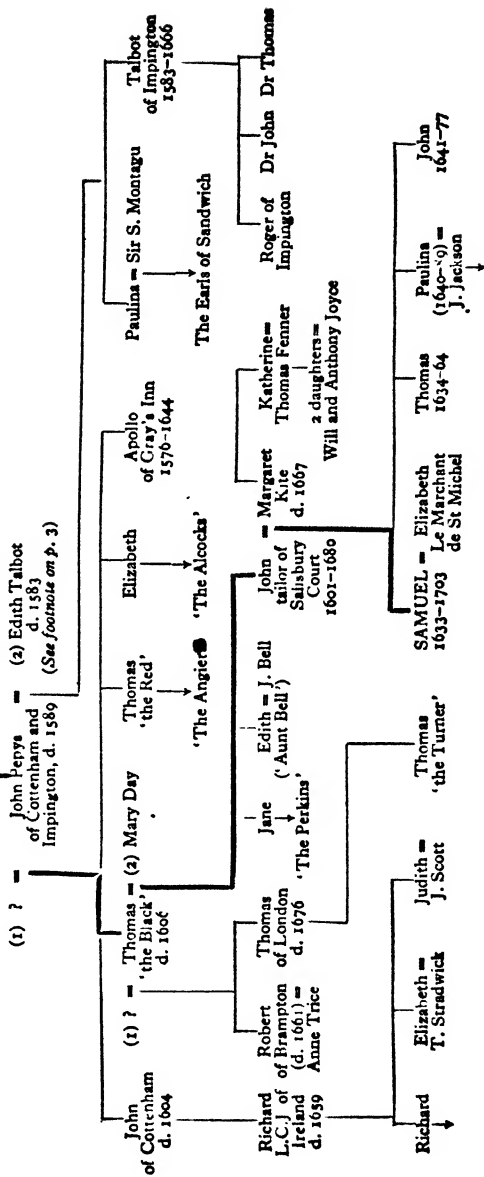 (1) ? = John Pepys = (2) Edith Talbot
of Cottenham and d. 1583
Impington, d. 1589 (See footnote on p. 3)
John
of Cottenham
d. 1604
(1) ? = Thomas = (2) Mary Day
'the Black'
d. 1606
Thomas
'the Red'
'The Angiers'
Elizabeth
'The Alcocks'
Apollo
of Gray's Inn
1576-1644
Paulina = Sir S. Montagu
The Earls of Sandwich
Talbot
of Impington
1583-1666
Richard
L.C.J. of
Ireland
d. 1659
Robert
of Brampton
(d. 1661) =
Anne Trice
Thomas
of London
d. 1676
Jane
'The Perkins'
Edith = J. Bell
('Aunt Bell')
John = Margaret
tailor of Kite
Salisbury d. 1667
Court
1601-1680
Katherine=
Thomas Fenner
2 daughters=
Will and Anthony Joyce
Roger of
Impington
Dr John
Dr Thomas
Richard
Elizabeth =
T. Stradwick
Judith =
J. Scott
Thomas
'the Turner'
SAMUEL = Elizabeth
1633-1703 Le Marchant
de St Michel
Thomas
1634-64
Paulina
=
J. Jackson
John
1641-77